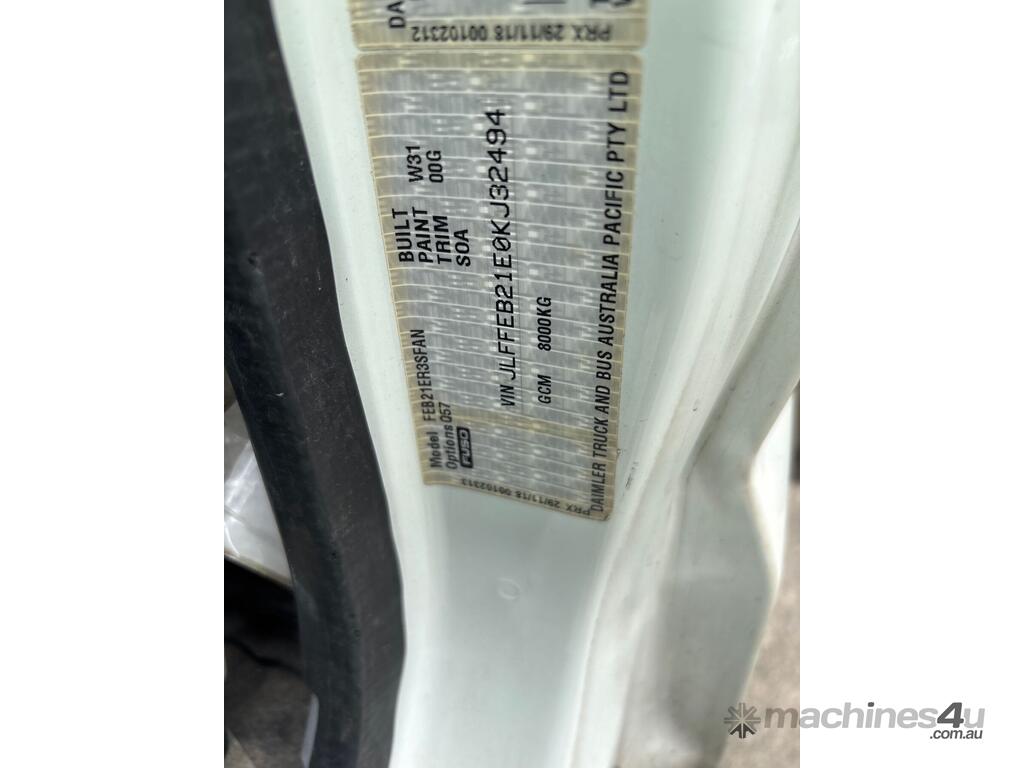 PRX 29/11/18 00102312
Model FEB21ER3SFAN
Options 057
FUSO
BUILT
PAINT W31
TRIM 00G
SOA
VIN JLFFEB21E0KJ32494
GCM 8000KG
DAIMLER TRUCK AND BUS AUSTRALIA PACIFIC PTY LTD
PRX 29/11/18 00102312
machines4u
.com.au